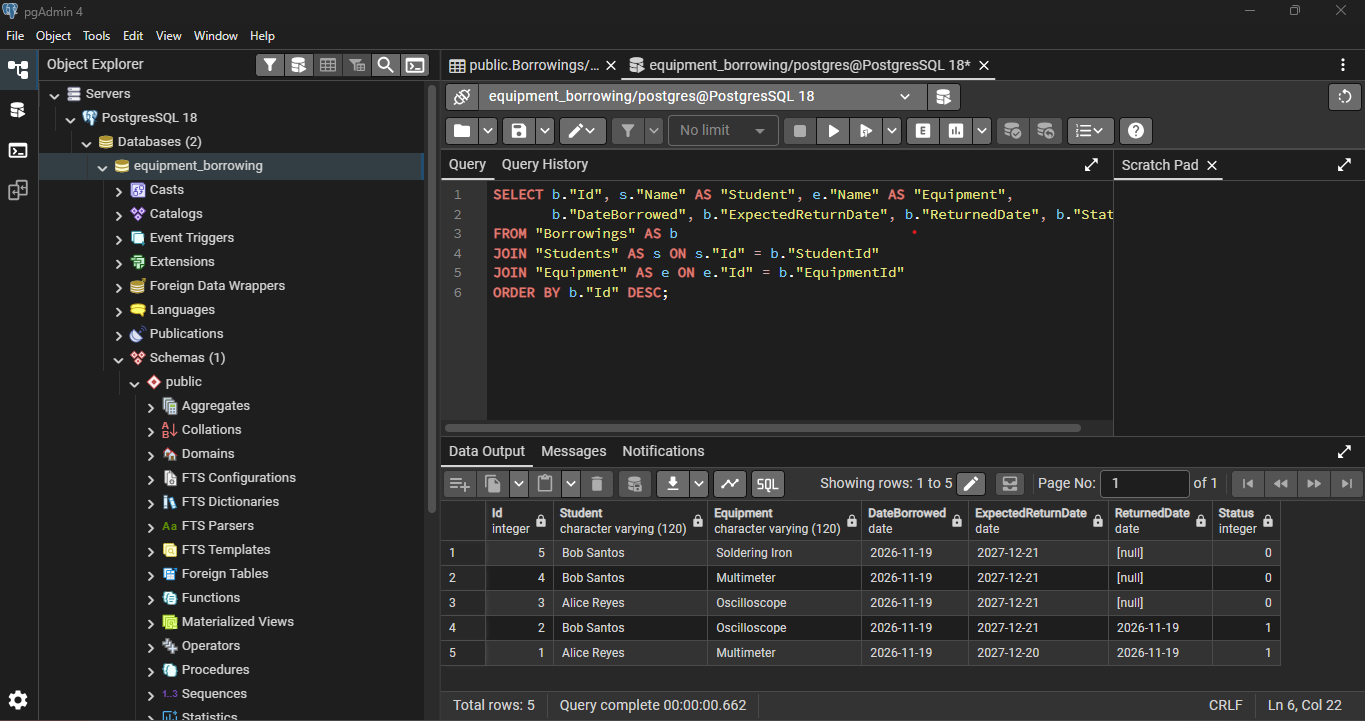 pgAdmin 4
File Object Tools Edit View Window Help
Object Explorer
Servers
PostgresSQL 18
Databases (2)
equipment_borrowing
Casts
Catalogs
Event Triggers
Extensions
Foreign Data Wrappers
Languages
Publications
Schemas (1)
public
Aggregates
Collations
Domains
FTS Configurations
FTS Dictionaries
FTS Parsers
FTS Templates
Foreign Tables
Functions
Materialized Views
Operators
Procedures
Sequences
Statistics
public.Borrowings/... equipment_borrowing/postgres@PostgresSQL 18*
equipment_borrowing/postgres@PostgresSQL 18
No limit
Query Query History
Scratch Pad
1 SELECT b."Id", s."Name" AS "Student", e."Name" AS "Equipment",
2 b."DateBorrowed", b."ExpectedReturnDate", b."ReturnedDate", b."Stat
3 FROM "Borrowings" AS b
4 JOIN "Students" AS s ON s."Id" = b."StudentId"
5 JOIN "Equipment" AS e ON e."Id" = b."EquipmentId"
6 ORDER BY b."Id" DESC;
Data Output Messages Notifications
SQL Showing rows: 1 to 5 Page No: 1 of 1
Id Student Equipment DateBorrowed ExpectedReturnDate ReturnedDate Status
integer character varying (120) character varying (120) date date date integer
1 5 Bob Santos Soldering Iron 2026-11-19 2027-12-21 [null] 0
2 4 Bob Santos Multimeter 2026-11-19 2027-12-21 [null] 0
3 3 Alice Reyes Oscilloscope 2026-11-19 2027-12-21 [null] 0
4 2 Bob Santos Oscilloscope 2026-11-19 2027-12-21 2026-11-19 1
5 1 Alice Reyes Multimeter 2026-11-19 2027-12-20 2026-11-19 1
Total rows: 5 Query complete 00:00:00.662 CRLF Ln 6, Col 22